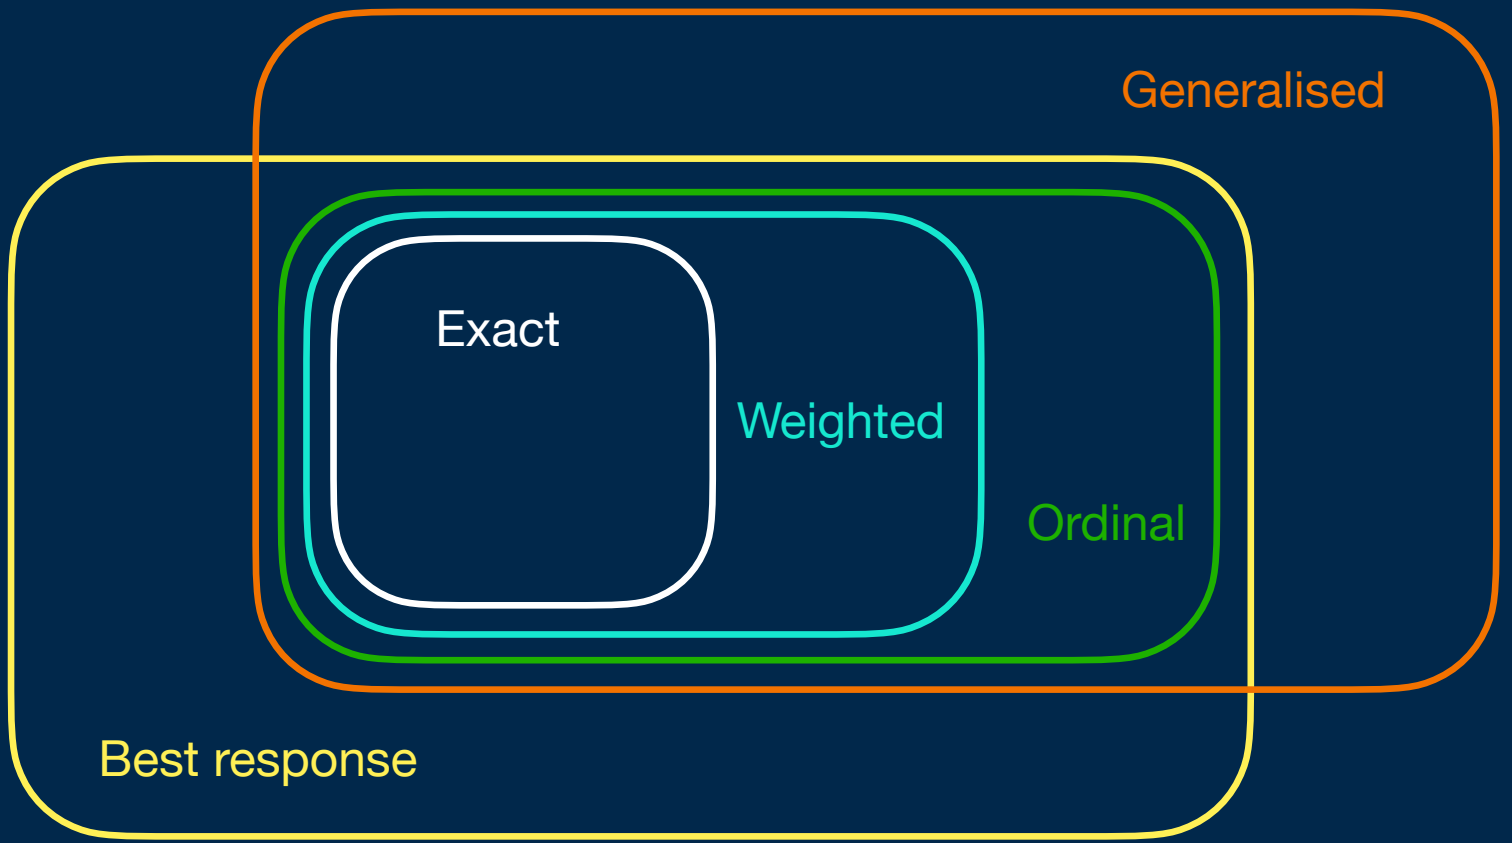 Generalised
Exact
Weighted
Ordinal
Best response